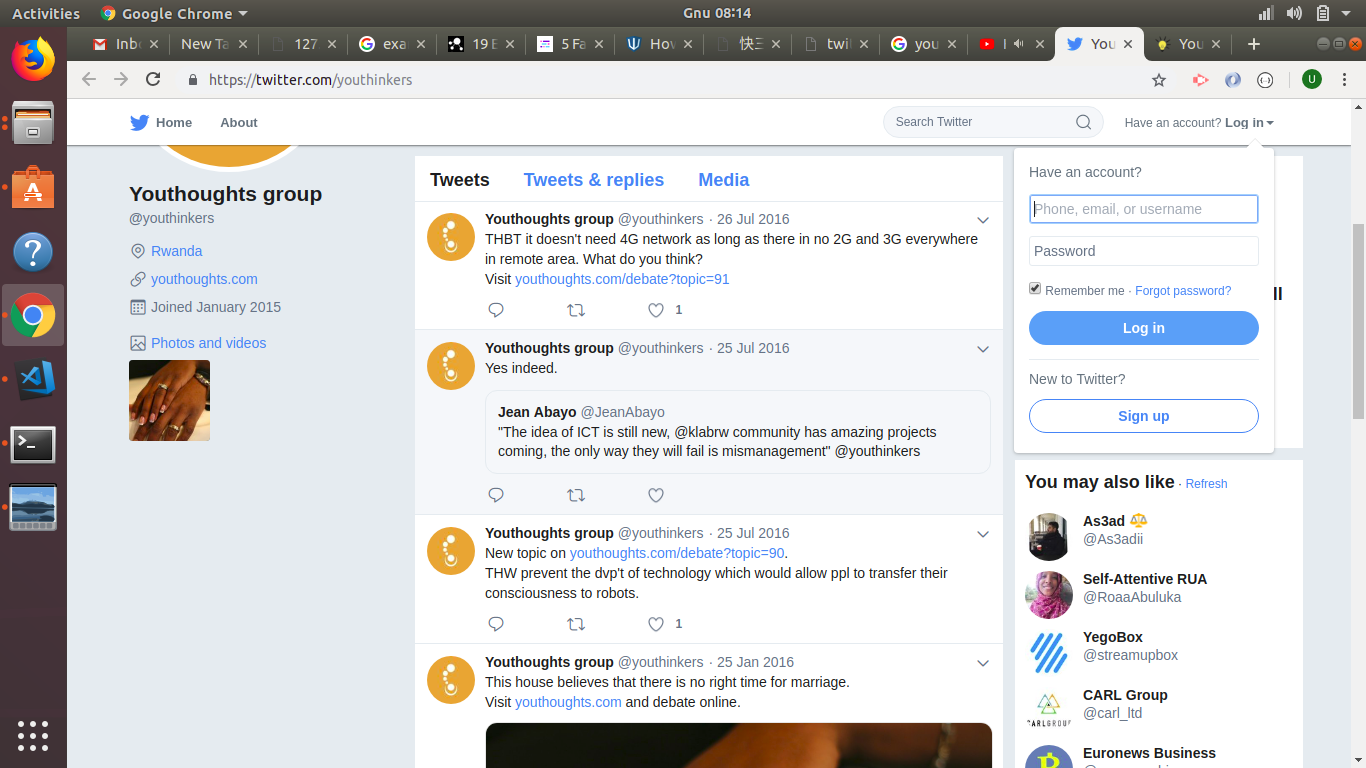 Activities Google Chrome Gnu 08:14
Inb New Ta 127 exa 19 E 5 Fa Hov 快三 twil you I You You
https://twitter.com/youthinkers U
Home About Search Twitter Have an account? Log in
Youthoughts group
@youthinkers
Rwanda
youthoughts.com
Joined January 2015
Photos and videos
Tweets Tweets & replies Media
Youthoughts group @youthinkers · 26 Jul 2016
THBT it doesn't need 4G network as long as there in no 2G and 3G everywhere
in remote area. What do you think?
Visit youthoughts.com/debate?topic=91
1
Youthoughts group @youthinkers · 25 Jul 2016
Yes indeed.
Jean Abayo @JeanAbayo
"The idea of ICT is still new, @klabrw community has amazing projects
coming, the only way they will fail is mismanagement" @youthinkers
Youthoughts group @youthinkers · 25 Jul 2016
New topic on youthoughts.com/debate?topic=90.
THW prevent the dvp't of technology which would allow ppl to transfer their
consciousness to robots.
1
Youthoughts group @youthinkers · 25 Jan 2016
This house believes that there is no right time for marriage.
Visit youthoughts.com and debate online.
Have an account?
Phone, email, or username
Password
Remember me · Forgot password?
Log in
New to Twitter?
Sign up
You may also like · Refresh
As3ad
@As3adii
Self-Attentive RUA
@RoaaAbuluka
YegoBox
@streamupbox
CARL Group
@carl_ltd
Euronews Business